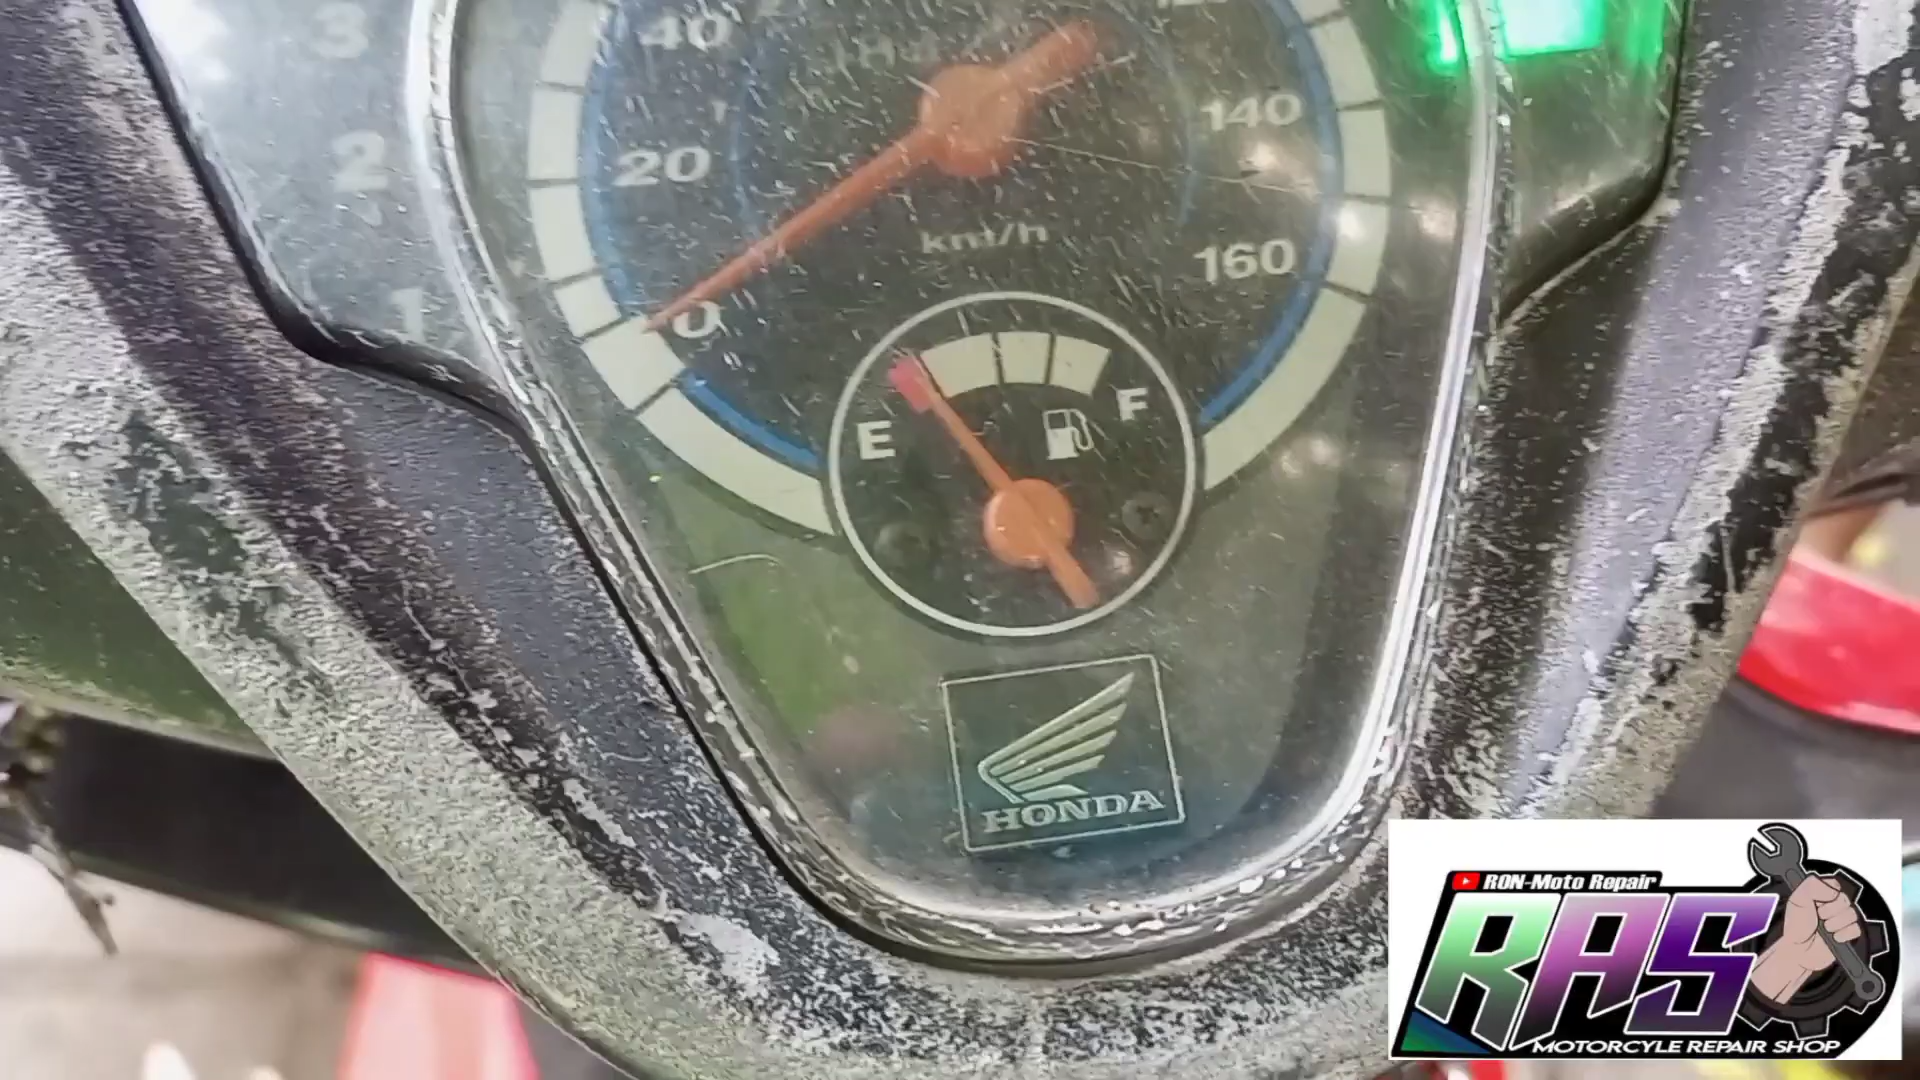 3
40
2
20
140
km/h
160
1
0
E
F
HONDA
RON-Moto Repair
RAS
MOTORCYLE REPAIR SHOP